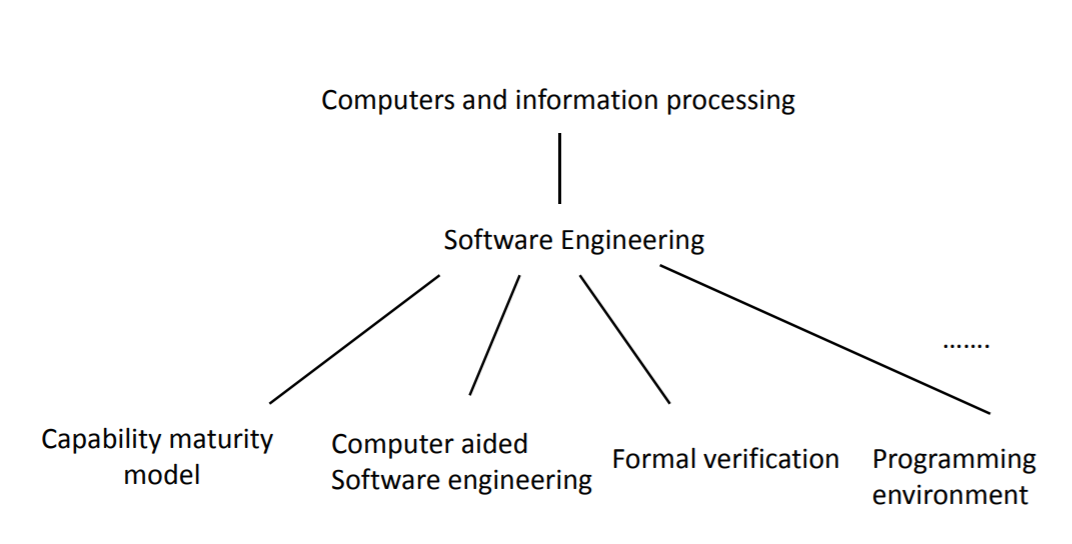 Computers and information processing
Software Engineering
.......
Capability maturity
model
Computer aided
Software engineering
Formal verification
Programming
environment